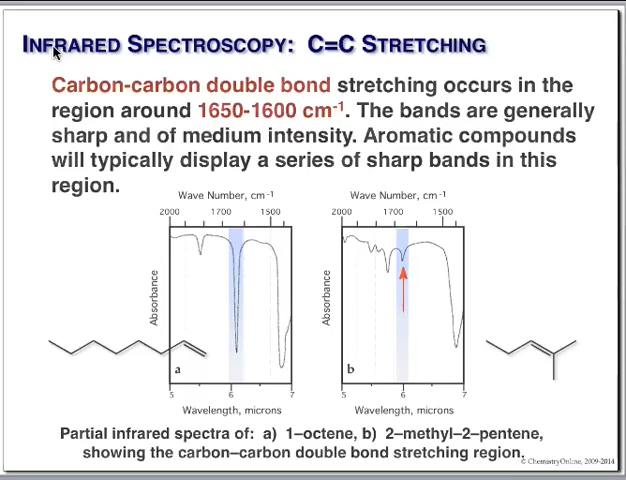 INFRARED SPECTROSCOPY: C=C STRETCHING
Carbon-carbon double bond stretching occurs in the
region around 1650-1600 cm-1. The bands are generally
sharp and of medium intensity. Aromatic compounds
will typically display a series of sharp bands in this
region.
Wave Number, cm-1
2000 1700 1500
Absorbance
a
5 6 7
Wavelength, microns
Wave Number, cm-1
2000 1700 1500
Absorbance
b
5 6 7
Wavelength, microns
Partial infrared spectra of: a) 1–octene, b) 2–methyl–2–pentene,
showing the carbon–carbon double bond stretching region.
© ChemistryOnline, 2009-2014